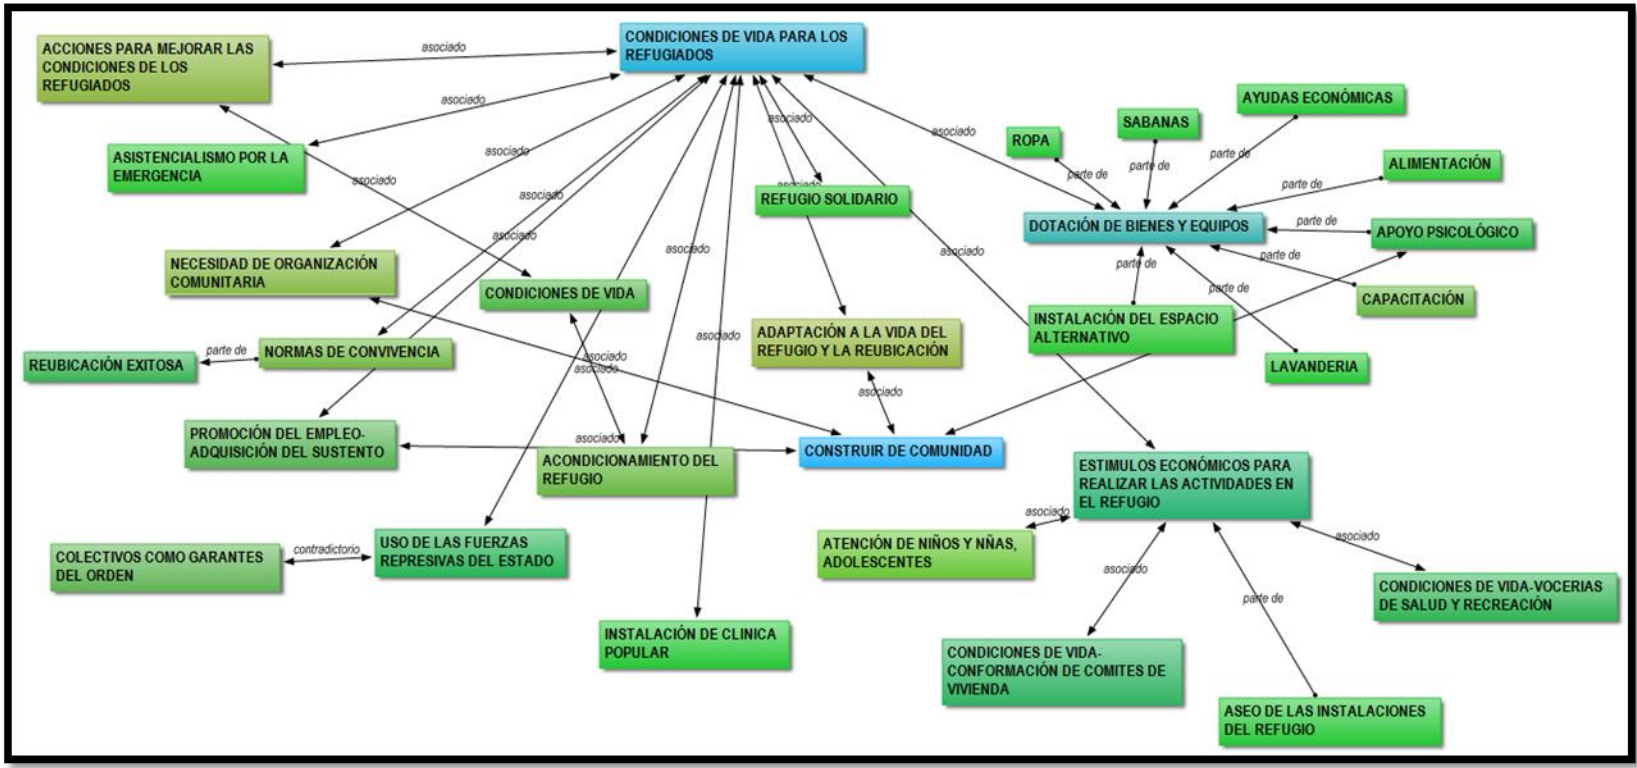 CONDICIONES DE VIDA PARA LOS
REFUGIADOS
ACCIONES PARA MEJORAR LAS
CONDICIONES DE LOS
REFUGIADOS
asociado
asociado
ASISTENCIALISMO POR LA
EMERGENCIA
asociado
asociado
asociado
asociado
NECESIDAD DE ORGANIZACIÓN
COMUNITARIA
CONDICIONES DE VIDA
asociado
asociado
asociado
asociado
REFUGIO SOLIDARIO
asociado
asociado
ROPA
SABANAS
AYUDAS ECONÓMICAS
ALIMENTACIÓN
parte de
parte de
parte de
parte de
DOTACIÓN DE BIENES Y EQUIPOS
parte de
APOYO PSICOLÓGICO
parte de
parte de
parte de
CAPACITACIÓN
INSTALACIÓN DEL ESPACIO
ALTERNATIVO
LAVANDERIA
ADAPTACIÓN A LA VIDA DEL
REFUGIO Y LA REUBICACIÓN
asociado
REUBICACIÓN EXITOSA
parte de
NORMAS DE CONVIVENCIA
asociado
asociado
PROMOCIÓN DEL EMPLEO-
ADQUISICIÓN DEL SUSTENTO
asociado
ACONDICIONAMIENTO DEL
REFUGIO
CONSTRUIR DE COMUNIDAD
ESTIMULOS ECONÓMICOS PARA
REALIZAR LAS ACTIVIDADES EN
EL REFUGIO
COLECTIVOS COMO GARANTES
DEL ORDEN
contradictorio
USO DE LAS FUERZAS
REPRESIVAS DEL ESTADO
asociado
ATENCIÓN DE NIÑOS Y NÑAS,
ADOLESCENTES
asociado
parte de
asociado
CONDICIONES DE VIDA-VOCERIAS
DE SALUD Y RECREACIÓN
INSTALACIÓN DE CLINICA
POPULAR
CONDICIONES DE VIDA-
CONFORMACIÓN DE COMITES DE
VIVIENDA
ASEO DE LAS INSTALACIONES
DEL REFUGIO